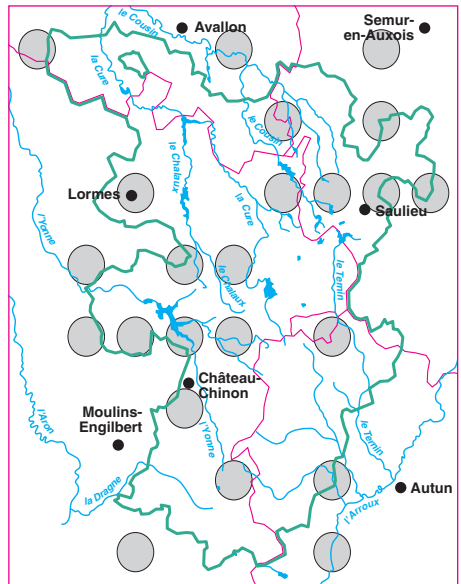 le Cousin
Avallon
Semur-
en-Auxois
la Cure
le Cousin
le Chalaux
Lormes
la Cure
Saulieu
l'Yonne
le Chalaux
le Ternin
Château-
Chinon
l'Aron
Moulins-
Engilbert
l'Yonne
le Ternin
la Dragne
Autun
l'Arroux